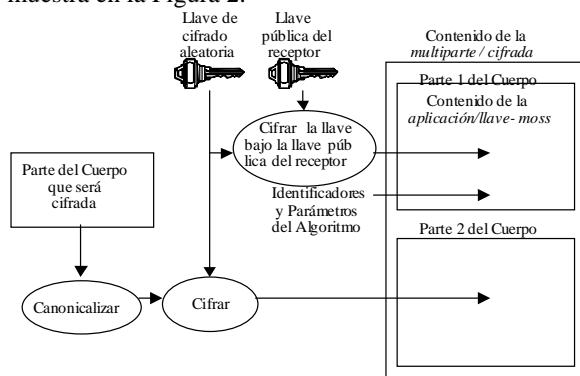 muestra en la Figura 2.
Llave de
cifrado
aleatoria
Llave
pública del
receptor
Contenido de la
multiparte / cifrada
Parte 1 del Cuerpo
Contenido de la
aplicación/llave- moss
Cifrar la llave
bajo la llave púb
lica del receptor
Parte del Cuerpo
que será
cifrada
Identificadores
y Parámetros
del Algoritmo
Parte 2 del Cuerpo
Canonicalizar
Cifrar